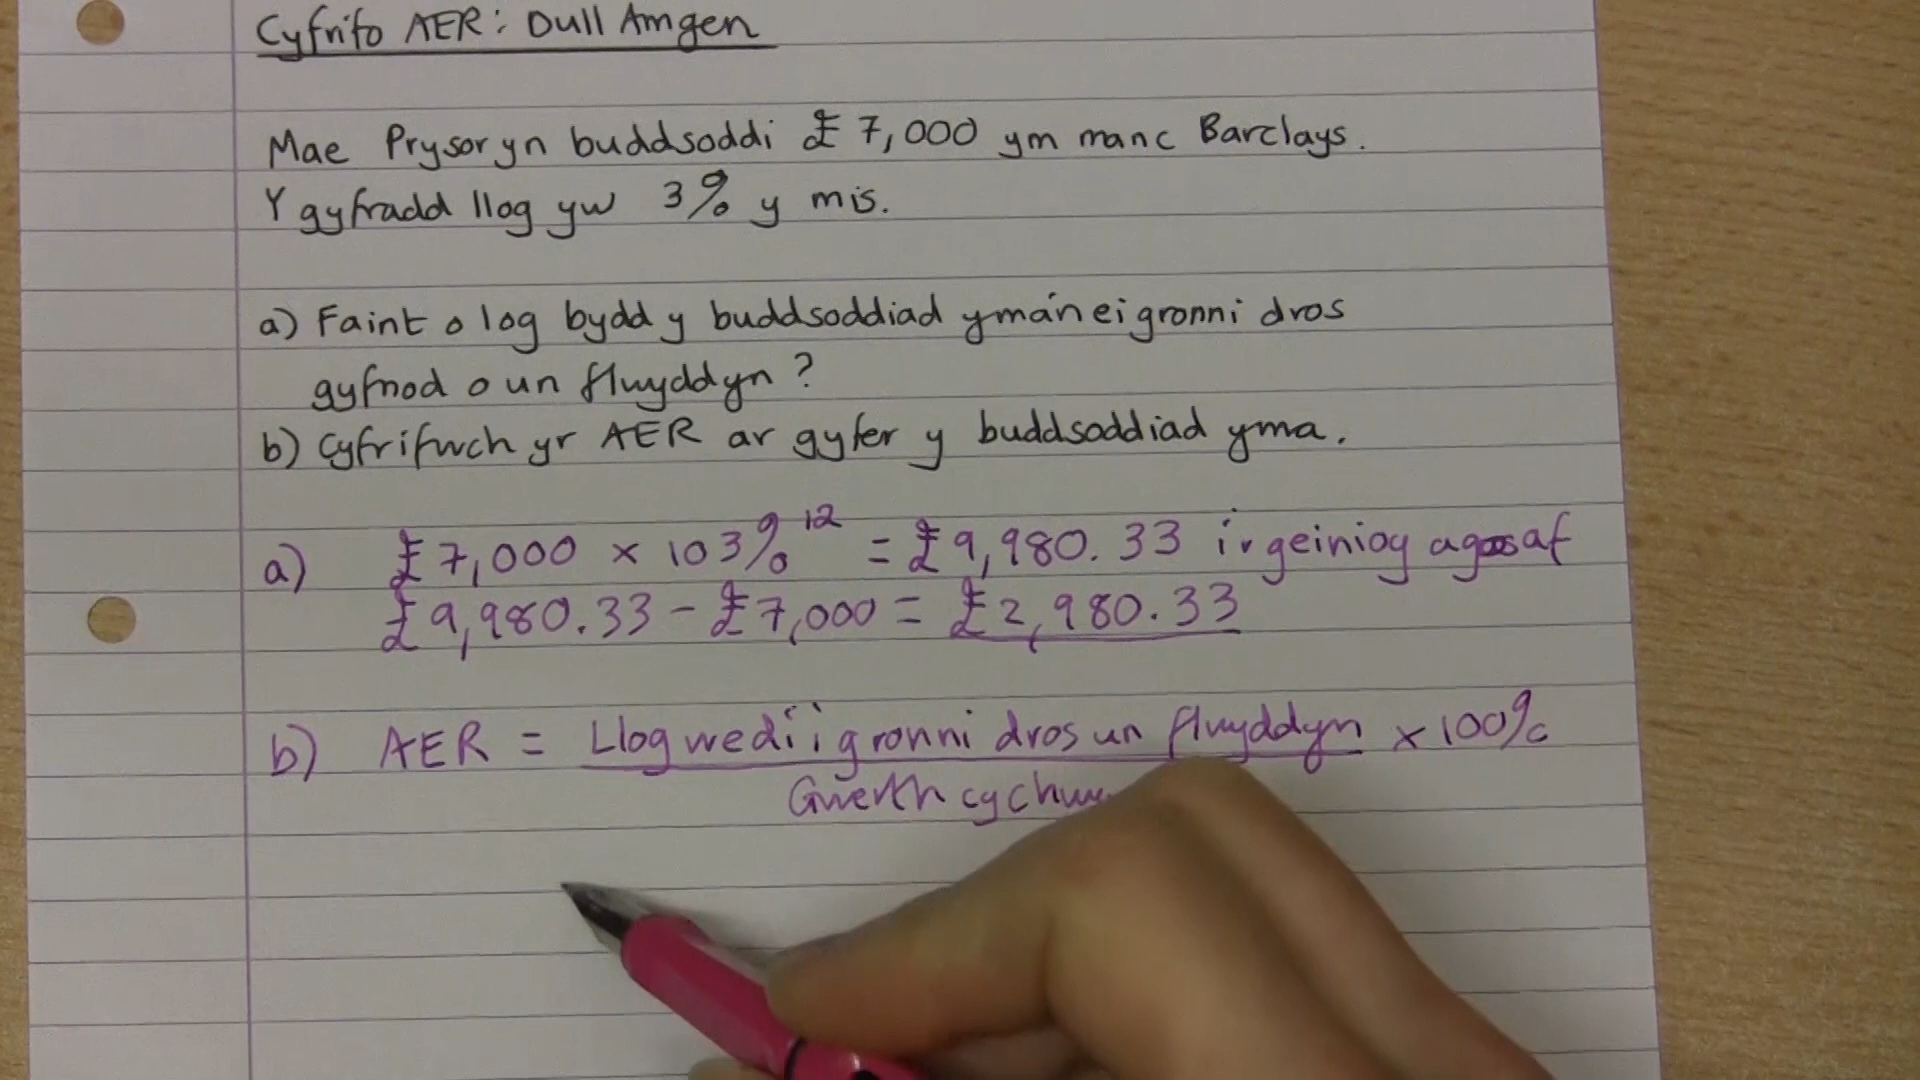 Cyfrifo AER: Dull Amgen
Mae Prysor yn buddsoddi £7,000 ym manc Barclays.
Y gyfradd llog yw 3% y mis.
a) Faint o log bydd y buddsoddiad yma'n ei gronni dros
gyfnod o un flwyddyn?
b) Cyfrifwch yr AER ar gyfer y buddsoddiad yma.
a) £7,000 × 103%¹² = £9,980.33 i'r geiniog agosaf
£9,980.33 - £7,000 = £2,980.33
b) AER = Llog wedi'i gronni dros un flwyddyn × 100%
Gwerth